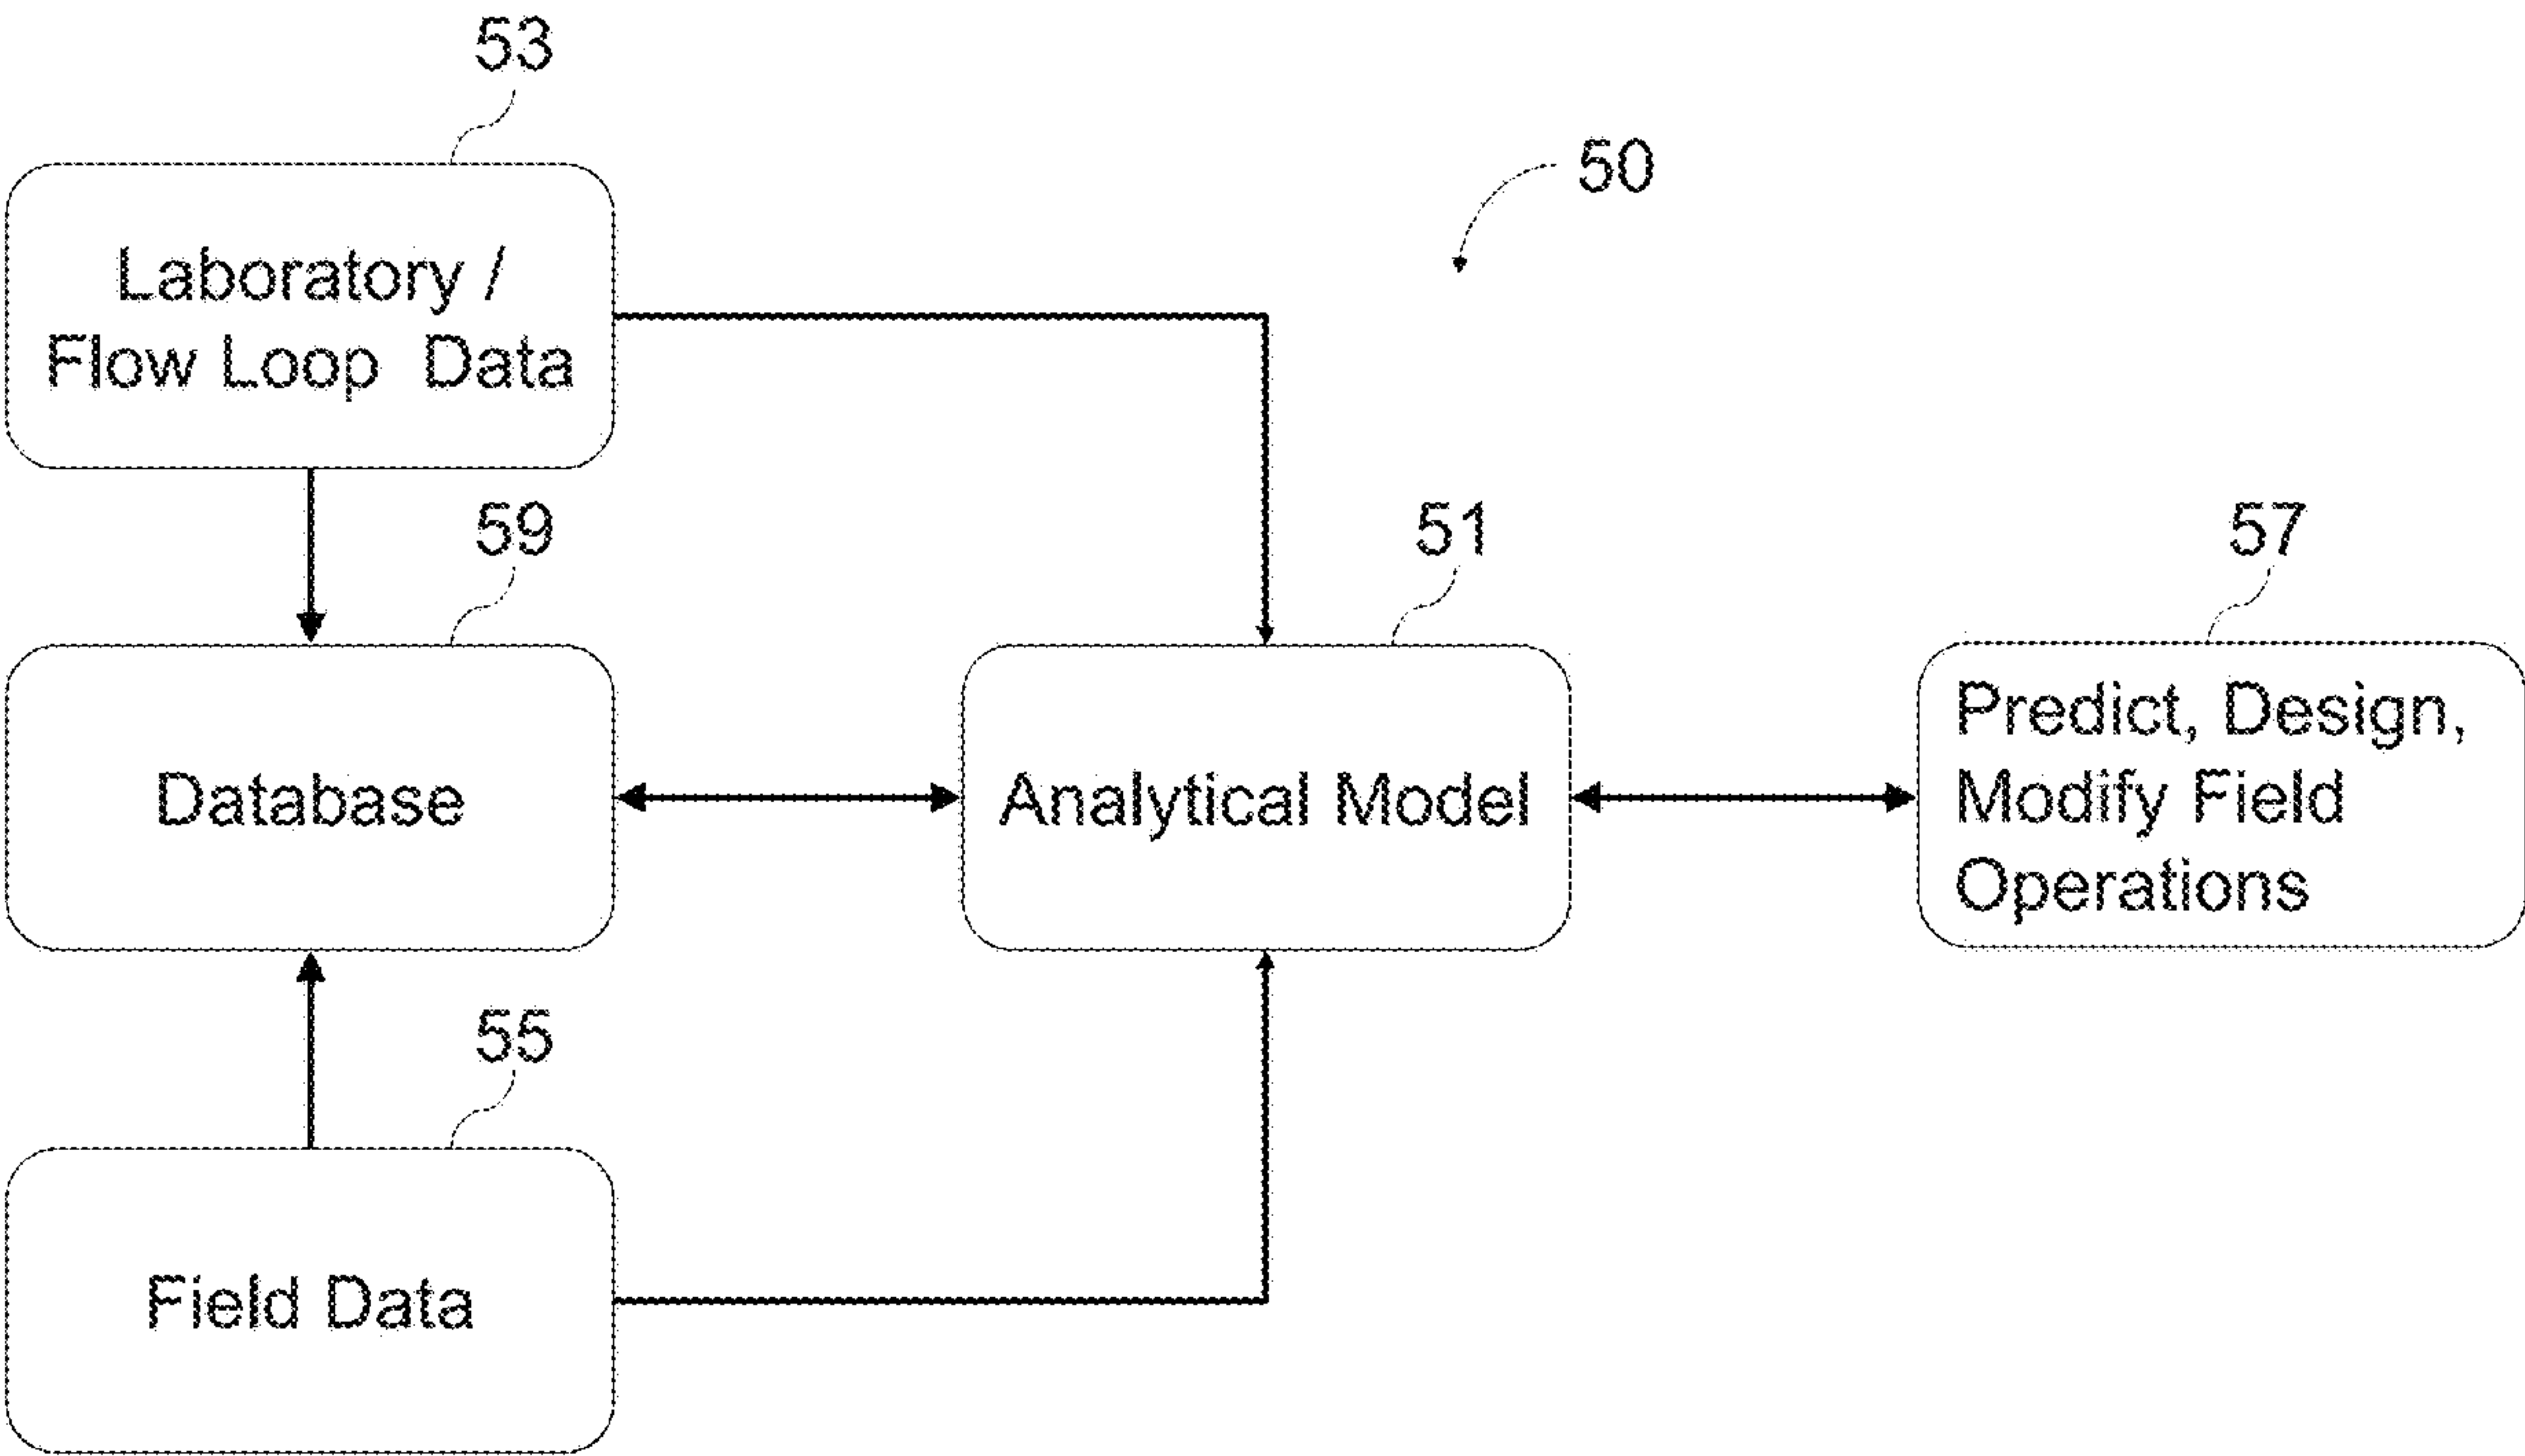 53
50
Laboratory /
Flow Loop Data
59
51
57
Database
Analytical Model
Predict, Design,
Modify Field
Operations
55
Field Data